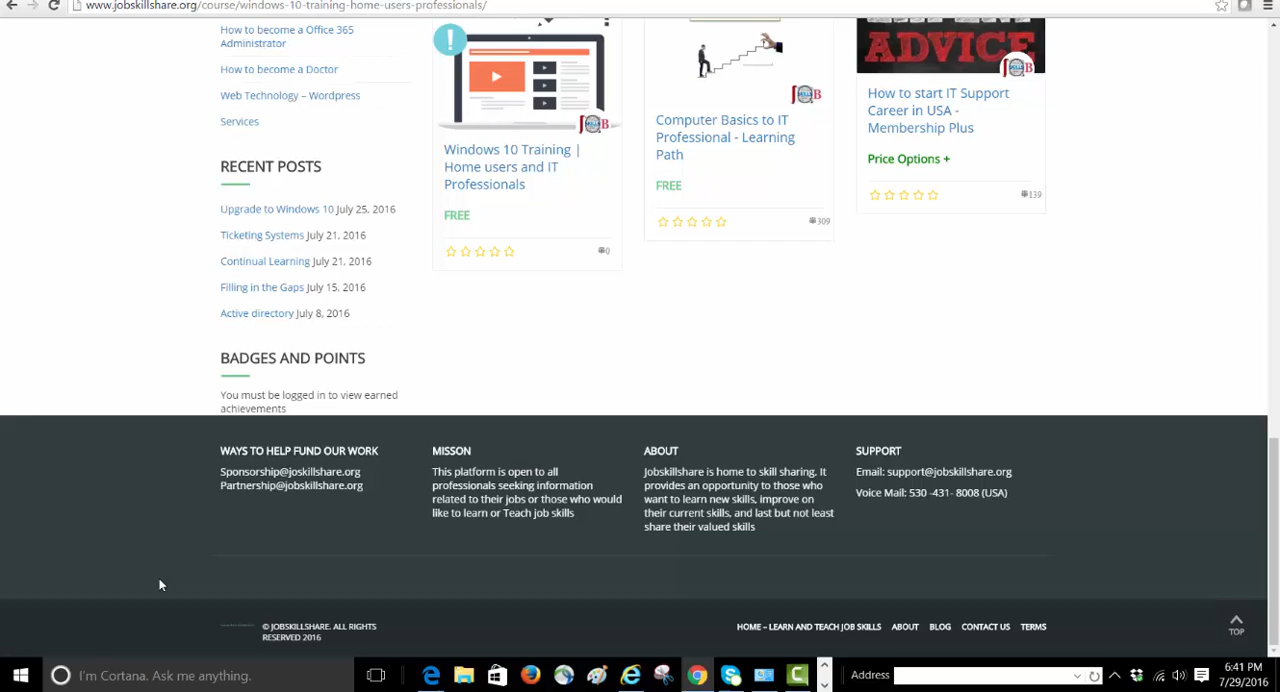 www.jobskillshare.org/course/windows-10-training-home-users-professionals/
How to become a Office 365
Administrator
How to become a Doctor
Web Technology – Wordpress
Services
RECENT POSTS
Upgrade to Windows 10 July 25, 2016
Ticketing Systems July 21, 2016
Continual Learning July 21, 2016
Filling in the Gaps July 15, 2016
Active directory July 8, 2016
BADGES AND POINTS
You must be logged in to view earned
achievements
!
Windows 10 Training |
Home users and IT
Professionals
FREE
0
Computer Basics to IT
Professional - Learning
Path
FREE
309
ADVICE
How to start IT Support
Career in USA -
Membership Plus
Price Options +
139
WAYS TO HELP FUND OUR WORK
Sponsorship@joskillshare.org
Partnership@jobskillshare.org
MISSON
This platform is open to all
professionals seeking information
related to their jobs or those who would
like to learn or Teach job skills
ABOUT
Jobskillshare is home to skill sharing. It
provides an opportunity to those who
want to learn new skills, improve on
their current skills, and last but not least
share their valued skills
SUPPORT
Email: support@jobskillshare.org
Voice Mail: 530 -431- 8008 (USA)
© JOBSKILLSHARE. ALL RIGHTS
RESERVED 2016
HOME – LEARN AND TEACH JOB SKILLS ABOUT BLOG CONTACT US TERMS
TOP
I'm Cortana. Ask me anything.
Address
6:41 PM
7/29/2016